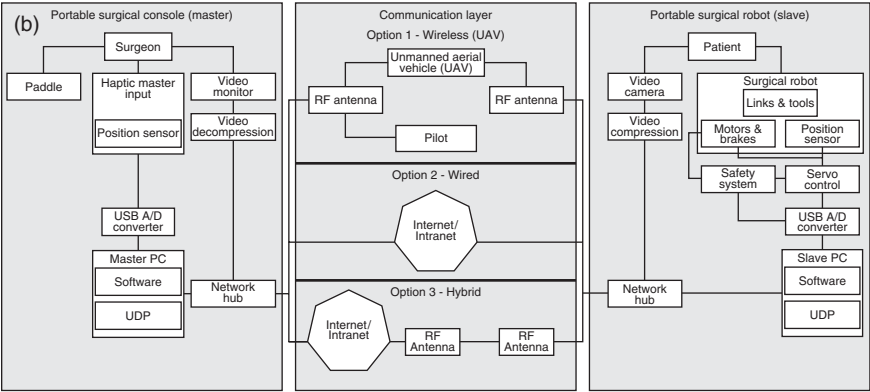 (b)
Portable surgical console (master)
Surgeon
Paddle
Haptic master
input
Position sensor
Video
monitor
Video
decompression
USB A/D
converter
Master PC
Software
UDP
Network
hub
Communication layer
Option 1 - Wireless (UAV)
Unmanned aerial
vehicle (UAV)
RF antenna
RF antenna
Pilot
Option 2 - Wired
Internet/
Intranet
Option 3 - Hybrid
Internet/
Intranet
RF
Antenna
RF
Antenna
Portable surgical robot (slave)
Patient
Video
camera
Video
compression
Surgical robot
Links & tools
Motors &
brakes
Position
sensor
Safety
system
Servo
control
USB A/D
converter
Slave PC
Software
UDP
Network
hub